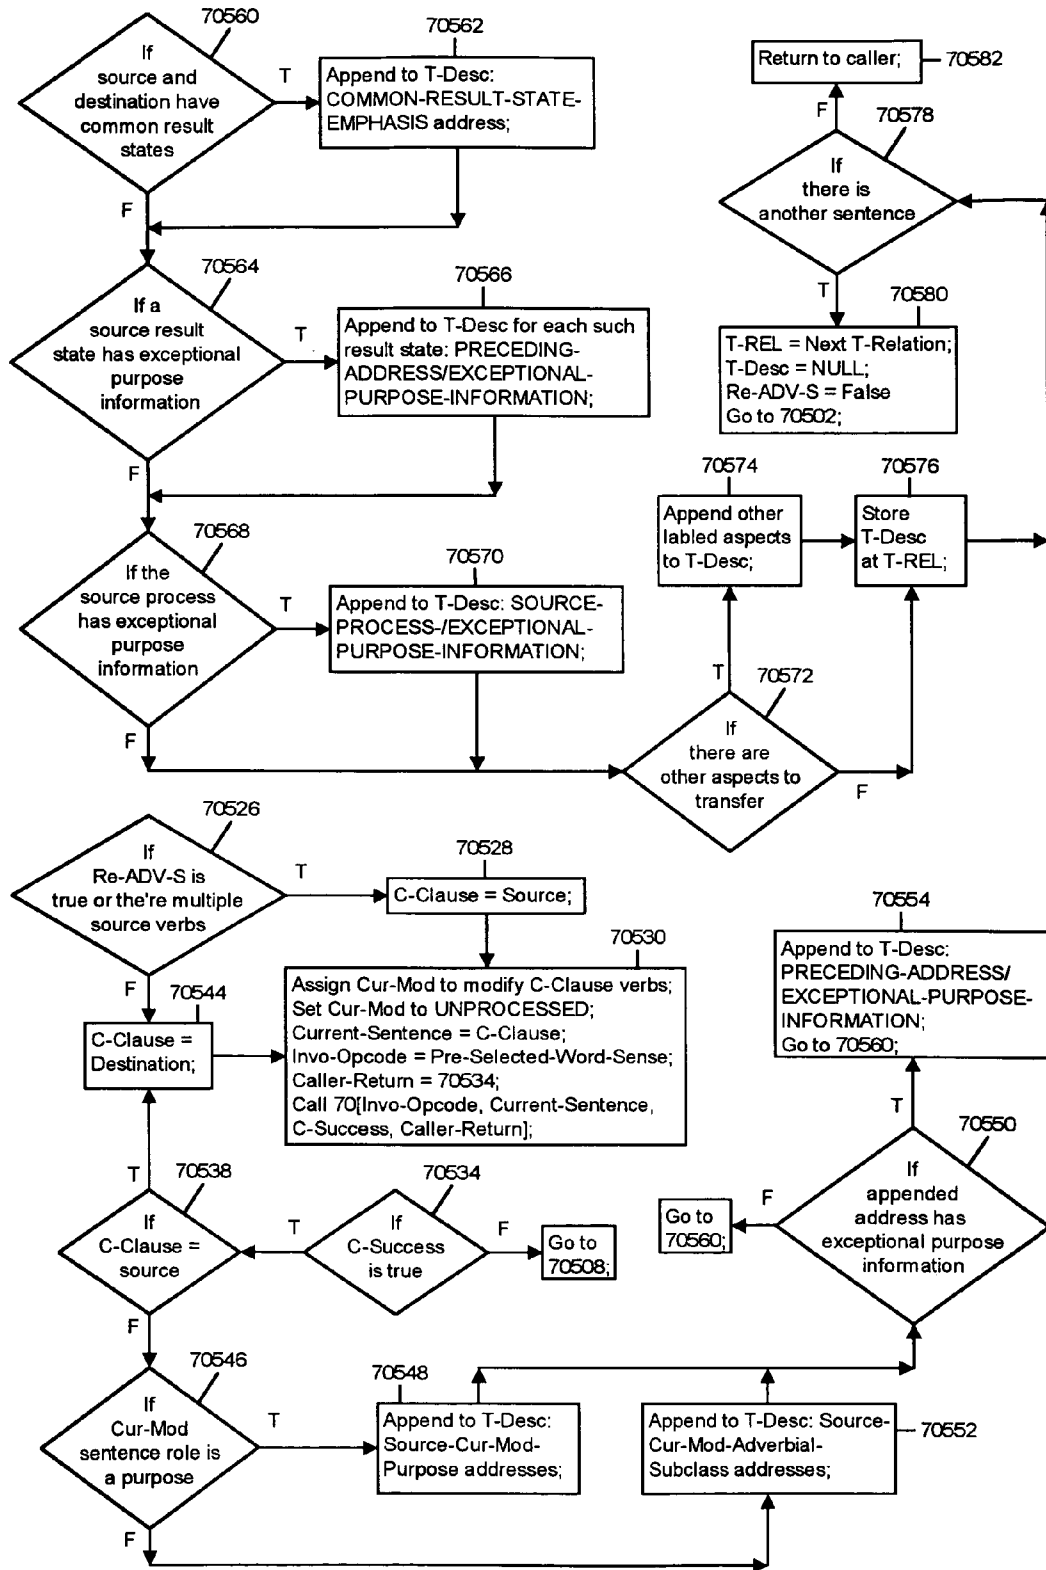 70560
If
source and
destination have
common result
states
T
F
70562
Append to T-Desc:
COMMON-RESULT-STATE-
EMPHASIS address;
70564
If a
source result
state has exceptional
purpose
information
T
F
70566
Append to T-Desc for each such
result state: PRECEDING-
ADDRESS/EXCEPTIONAL-
PURPOSE-INFORMATION;
70568
If the
source process
has exceptional
purpose
information
T
F
70570
Append to T-Desc: SOURCE-
PROCESS-/EXCEPTIONAL-
PURPOSE-INFORMATION;
Return to caller;
70582
F
70578
If
there is
another sentence
T
70580
T-REL = Next T-Relation;
T-Desc = NULL;
Re-ADV-S = False
Go to 70502;
70574
Append other
labled aspects
to T-Desc;
70576
Store
T-Desc
at T-REL;
T
70572
If
there are
other aspects to
transfer
F
70526
If
Re-ADV-S is
true or the're multiple
source verbs
T
F
70528
C-Clause = Source;
70530
Assign Cur-Mod to modify C-Clause verbs;
Set Cur-Mod to UNPROCESSED;
Current-Sentence = C-Clause;
Invo-Opcode = Pre-Selected-Word-Sense;
Caller-Return = 70534;
Call 70[Invo-Opcode, Current-Sentence,
C-Success, Caller-Return];
70544
C-Clause =
Destination;
T
70538
If
C-Clause =
source
F
T
70534
If
C-Success
is true
F
Go to
70508;
70546
If
Cur-Mod
sentence role is
a purpose
T
F
70548
Append to T-Desc:
Source-Cur-Mod-
Purpose addresses;
Append to T-Desc: Source-
Cur-Mod-Adverbial-
Subclass addresses;
70552
70554
Append to T-Desc:
PRECEDING-ADDRESS/
EXCEPTIONAL-PURPOSE-
INFORMATION;
Go to 70560;
T
70550
If
appended
address has
exceptional purpose
information
F
Go to
70560;